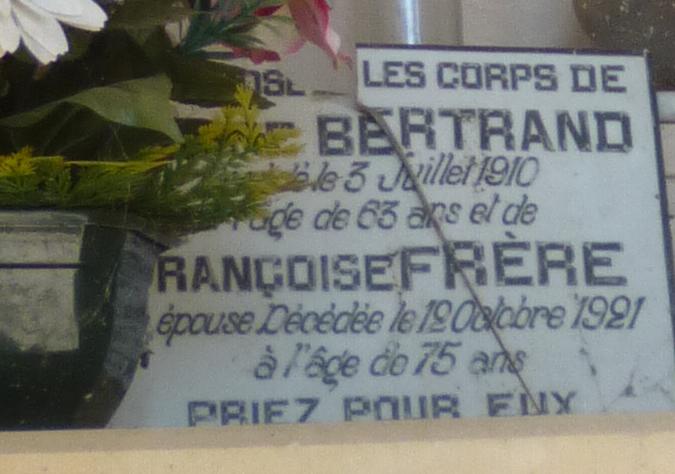 LES CORPS DE
BERTRAND
le 3 Juillet 1910
âge de 63 ans et de
RANÇOISE FRÈRE
épouse Décédée le 12 Octobre 1921
à l'âge de 75 ans
PRIEZ POUR EUX